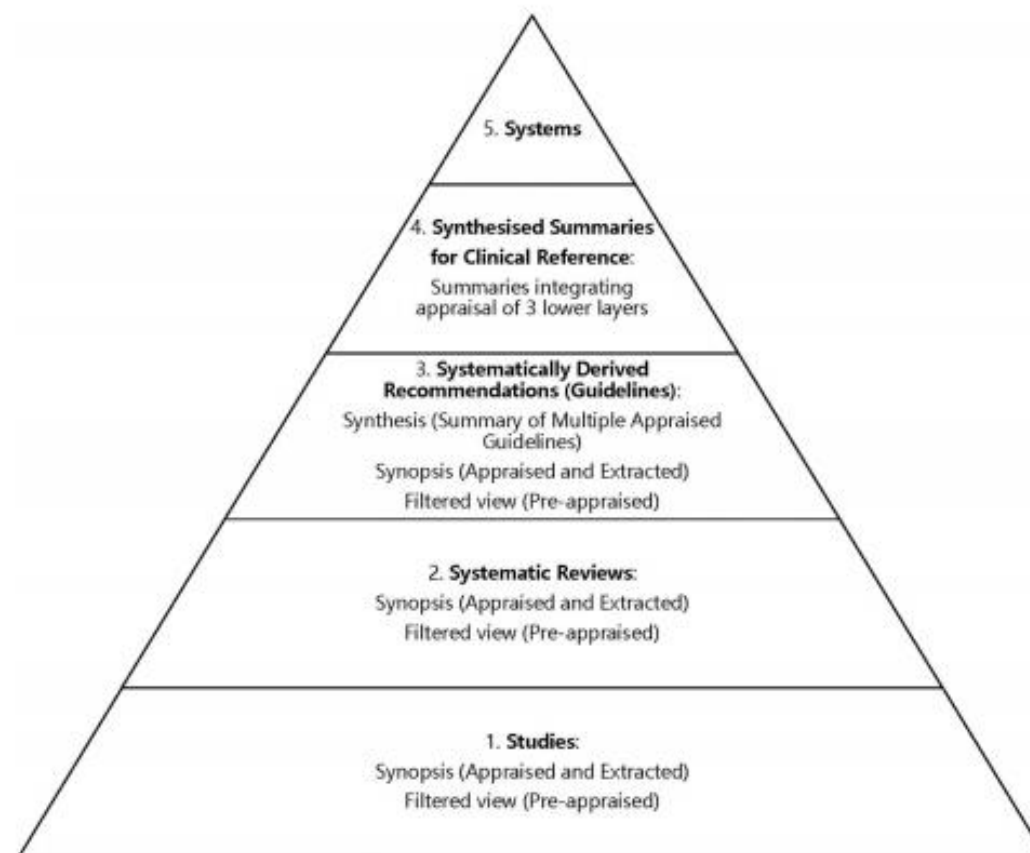 5. Systems
4. Synthesised Summaries
for Clinical Reference:
Summaries integrating
appraisal of 3 lower layers
3. Systematically Derived
Recommendations (Guidelines):
Synthesis (Summary of Multiple Appraised
Guidelines)
Synopsis (Appraised and Extracted)
Filtered view (Pre-appraised)
2. Systematic Reviews:
Synopsis (Appraised and Extracted)
Filtered view (Pre-appraised)
1. Studies:
Synopsis (Appraised and Extracted)
Filtered view (Pre-appraised)